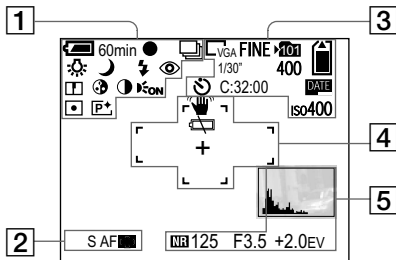 1
3
60min VGA FINE 101
1/30" 400
C:32:00 DATE
ON
P+ ISO400
4
5
2
S AF
NR 125 F3.5 +2.0EV